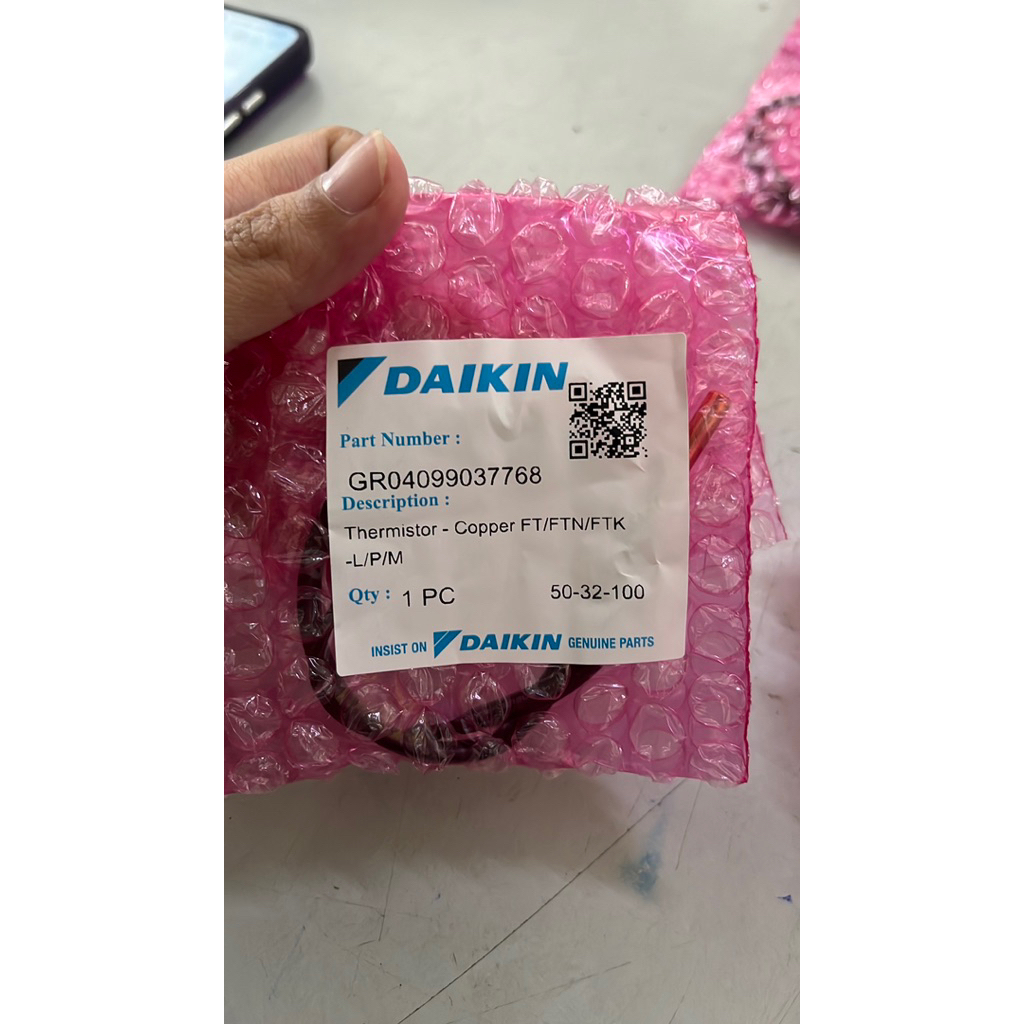 DAIKIN
Part Number :
GR04099037768
Description :
Thermistor - Copper FT/FTN/FTK
-L/P/M
Qty : 1 PC 50-32-100
INSIST ON DAIKIN GENUINE PARTS